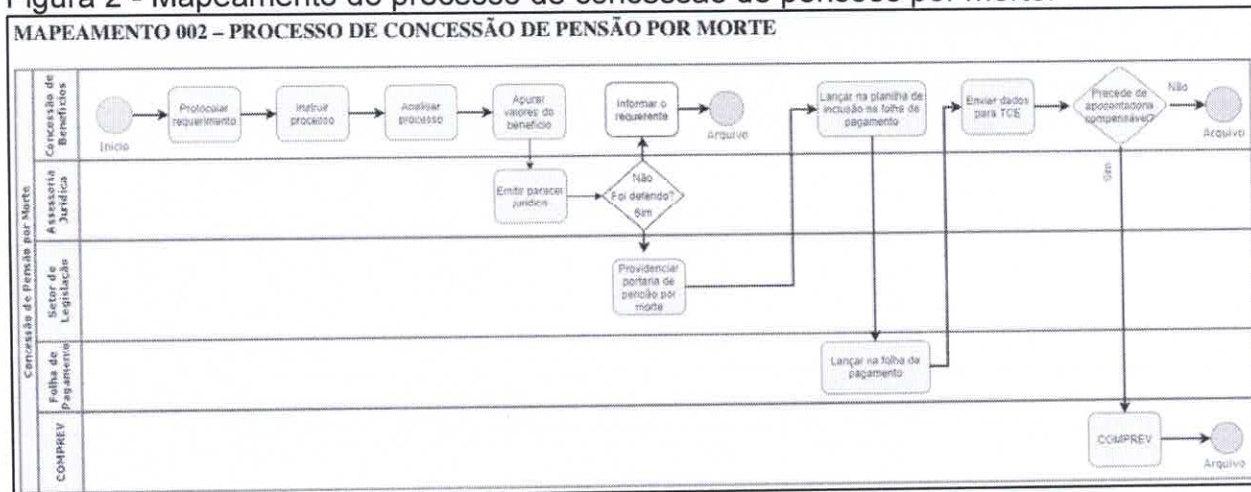 Figura 2 - Mapeamento do processo de concessão de pensões por morte.
MAPEAMENTO 002 – PROCESSO DE CONCESSÃO DE PENSÃO POR MORTE
Concessão de Pensão por Morte
Concessão de
Benefícios
Início
Protocolar
requerimento
Instruir
processo
Analisar
processo
Apurar
valores do
benefício
Informar o
requerente
Arquivo
Lançar na planilha de
inclusão na folha de
pagamento
Enviar dados
para TCE
Precede de
aposentadoria
compensável?
Não
Arquivo
Sim
Assessoria
Jurídica
Emitir parecer
jurídico
Não
Foi deferido?
Sim
Setor de
Legislação
Providenciar
portaria de
pensão por
morte
Folha de
Pagamento
Lançar na folha de
pagamento
COMPREV
COMPREV
Arquivo